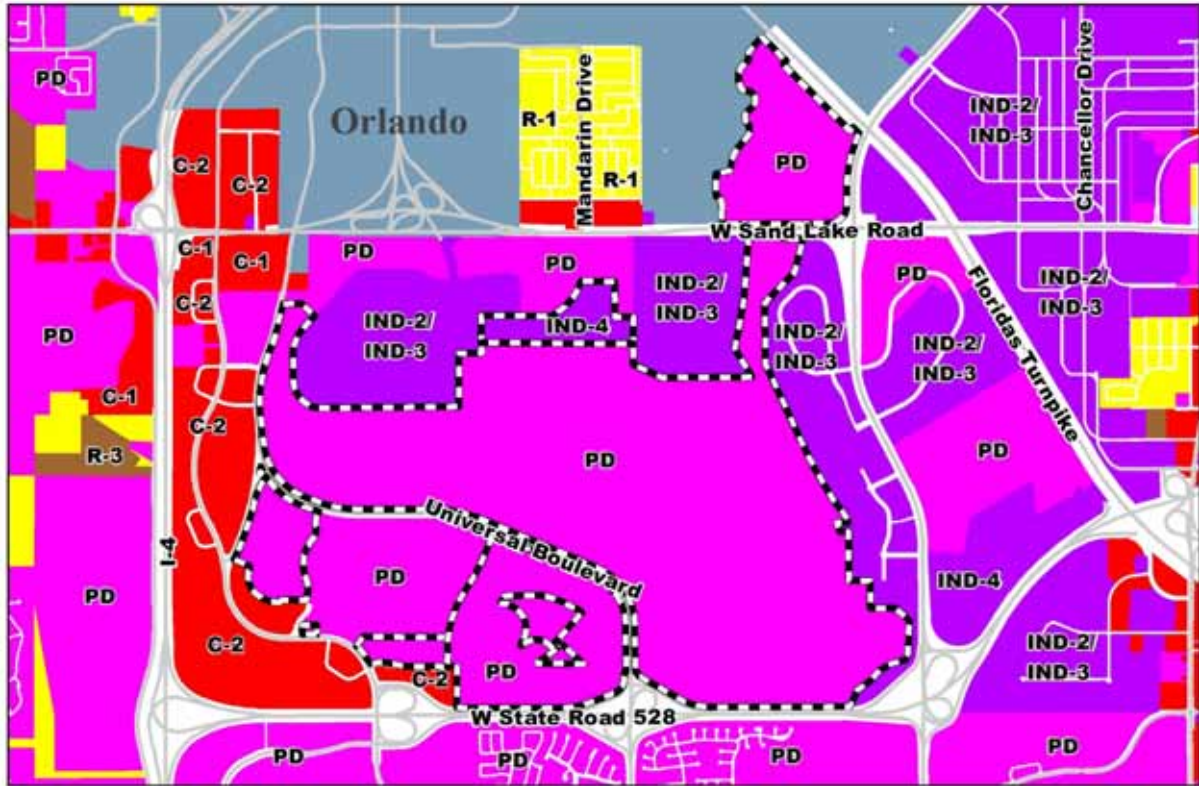 PD
Orlando
R-1
Mandarin Drive
R-1
C-2
C-2
PD
IND-2/
IND-3
Chancellor Drive
W Sand Lake Road
C-1
C-1
C-2
PD
PD
PD
IND-2/
IND-3
IND-4
IND-2/
IND-3
IND-2/
IND-3
PD
IND-2/
IND-3
Floridas Turnpike
IND-2/
IND-3
PD
C-1
C-2
R-3
PD
PD
I-4
Universal Boulevard
PD
PD
IND-4
C-2
C-2
PD
IND-2/
IND-3
W State Road 528
PD
PD
PD
PD